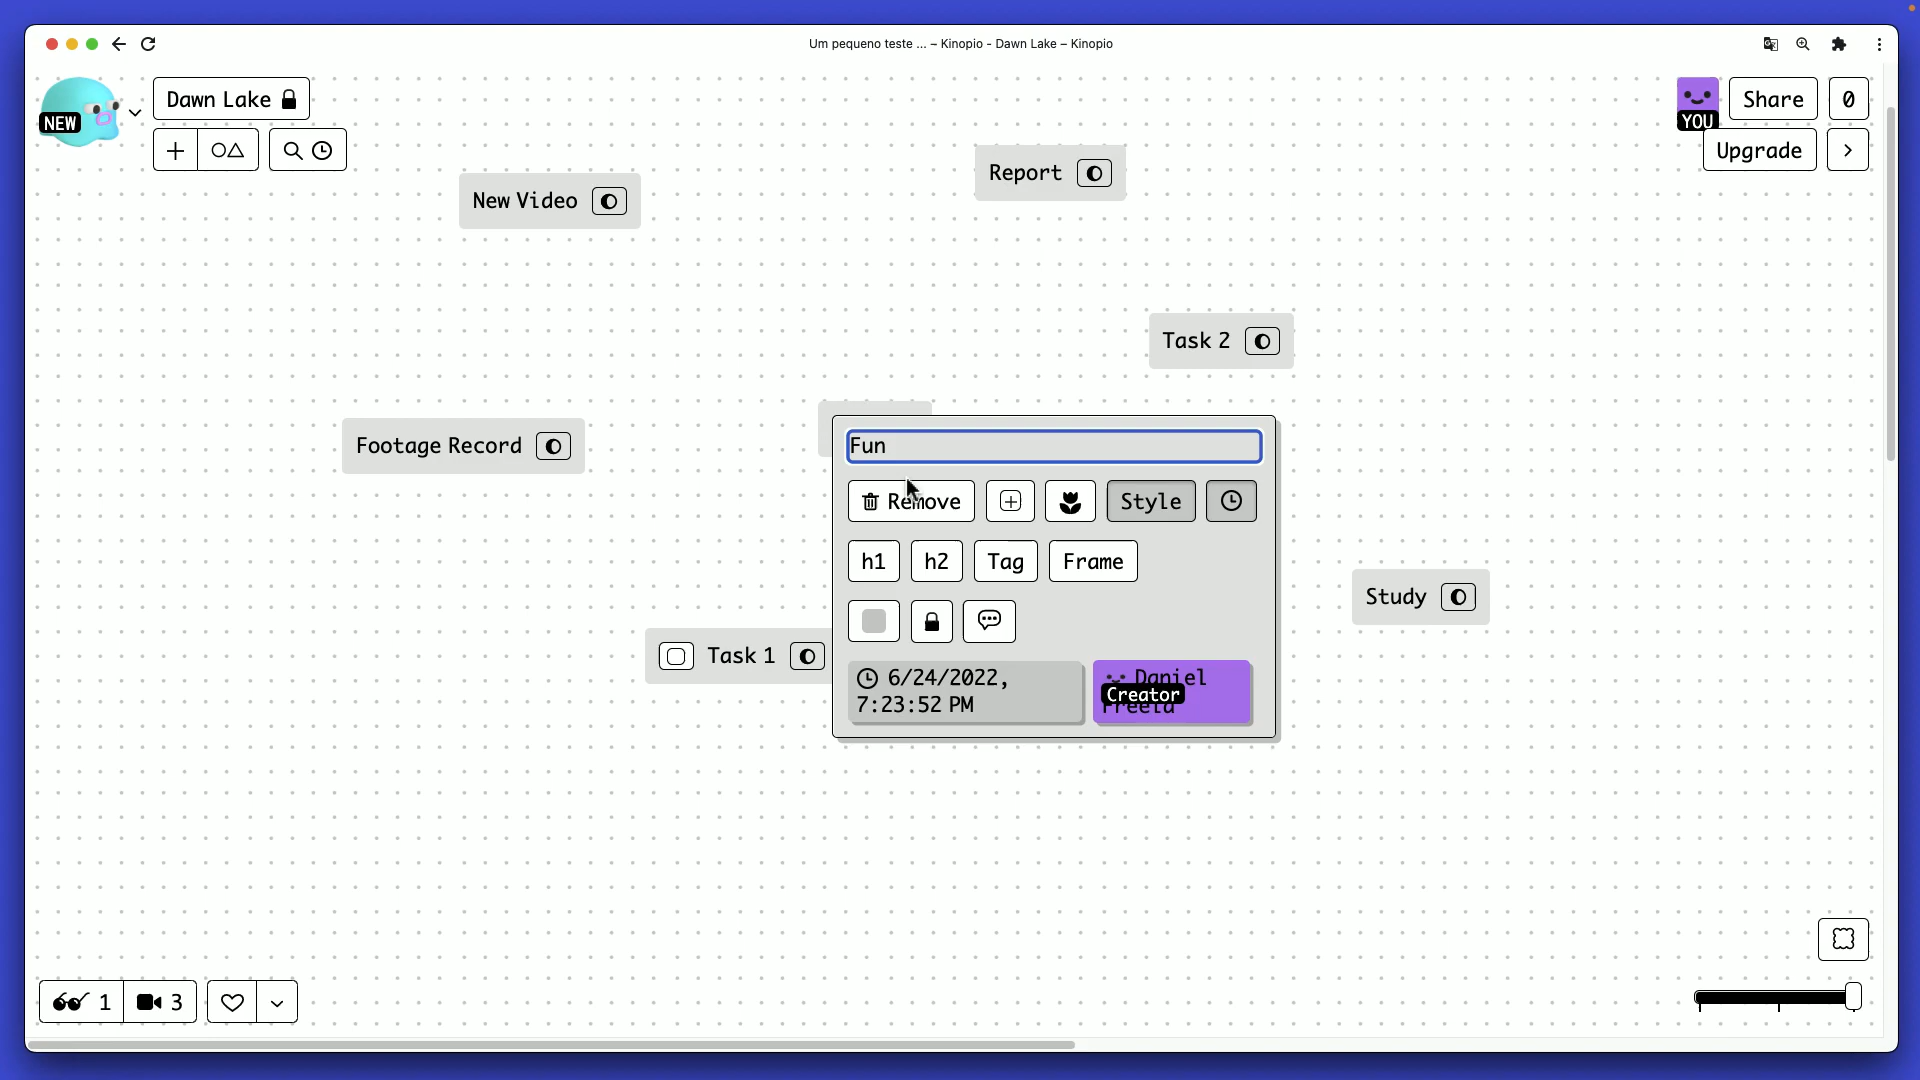 Um pequeno teste ... – Kinopio - Dawn Lake – Kinopio
NEW
Dawn Lake
YOU
Share
0
Upgrade
New Video
Report
Task 2
Footage Record
Fun
Remove
Style
h1
h2
Tag
Frame
Study
Task 1
6/24/2022,
7:23:52 PM
Daniel
Creator
1
3